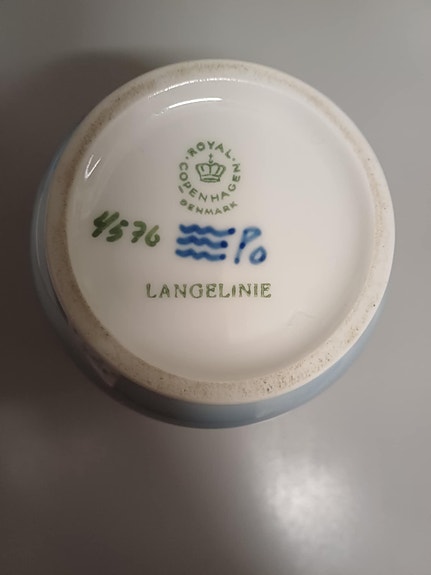 ROYAL
COPENHAGEN
DENMARK
4576
Po
LANGELINIE